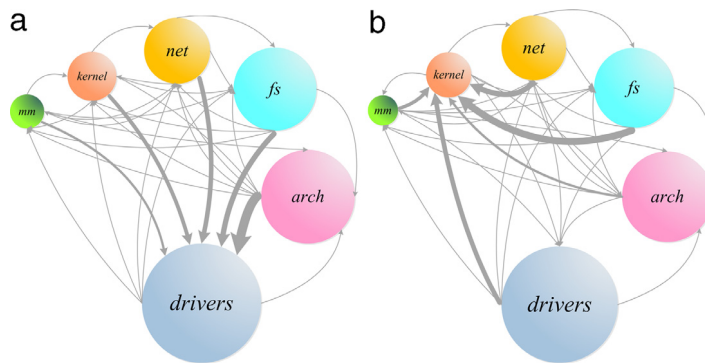 a
net
kernel
fs
mm
arch
drivers
b
net
kernel
fs
mm
arch
drivers